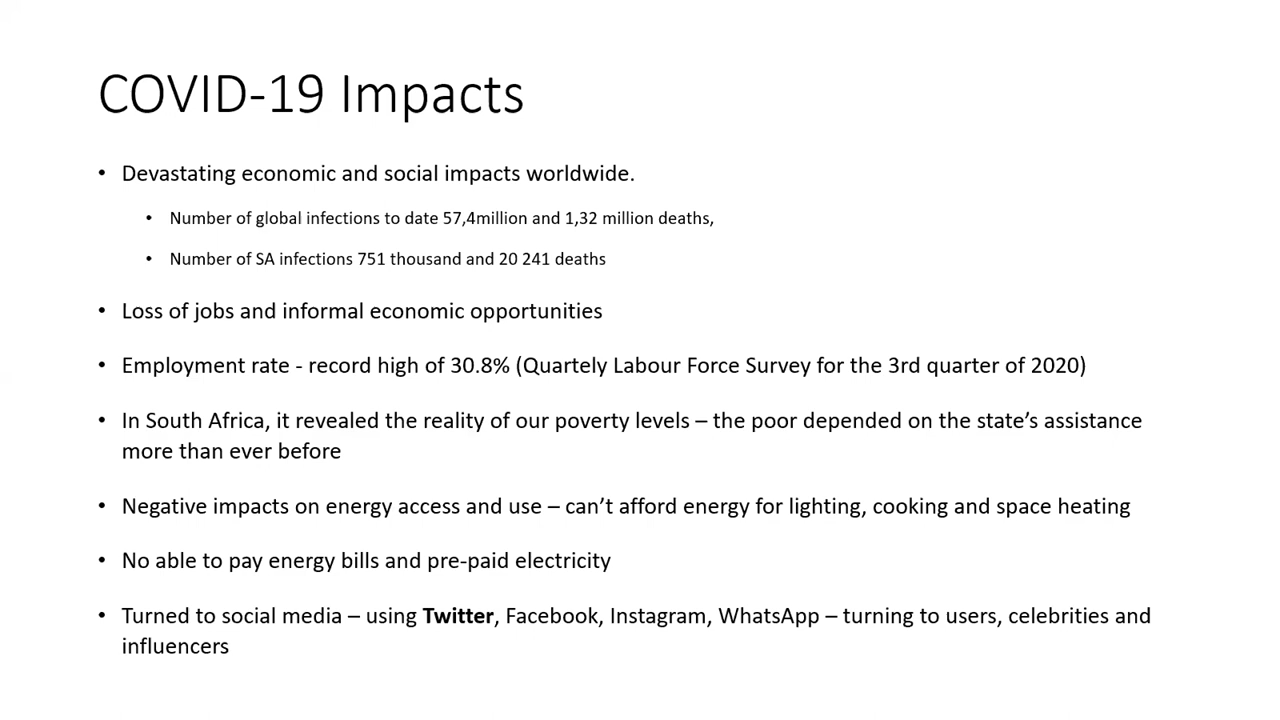 COVID-19 Impacts
• Devastating economic and social impacts worldwide.
• Number of global infections to date 57,4million and 1,32 million deaths,
• Number of SA infections 751 thousand and 20 241 deaths
• Loss of jobs and informal economic opportunities
• Employment rate - record high of 30.8% (Quartely Labour Force Survey for the 3rd quarter of 2020)
• In South Africa, it revealed the reality of our poverty levels – the poor depended on the state’s assistance
more than ever before
• Negative impacts on energy access and use – can’t afford energy for lighting, cooking and space heating
• No able to pay energy bills and pre-paid electricity
• Turned to social media – using Twitter, Facebook, Instagram, WhatsApp – turning to users, celebrities and
influencers